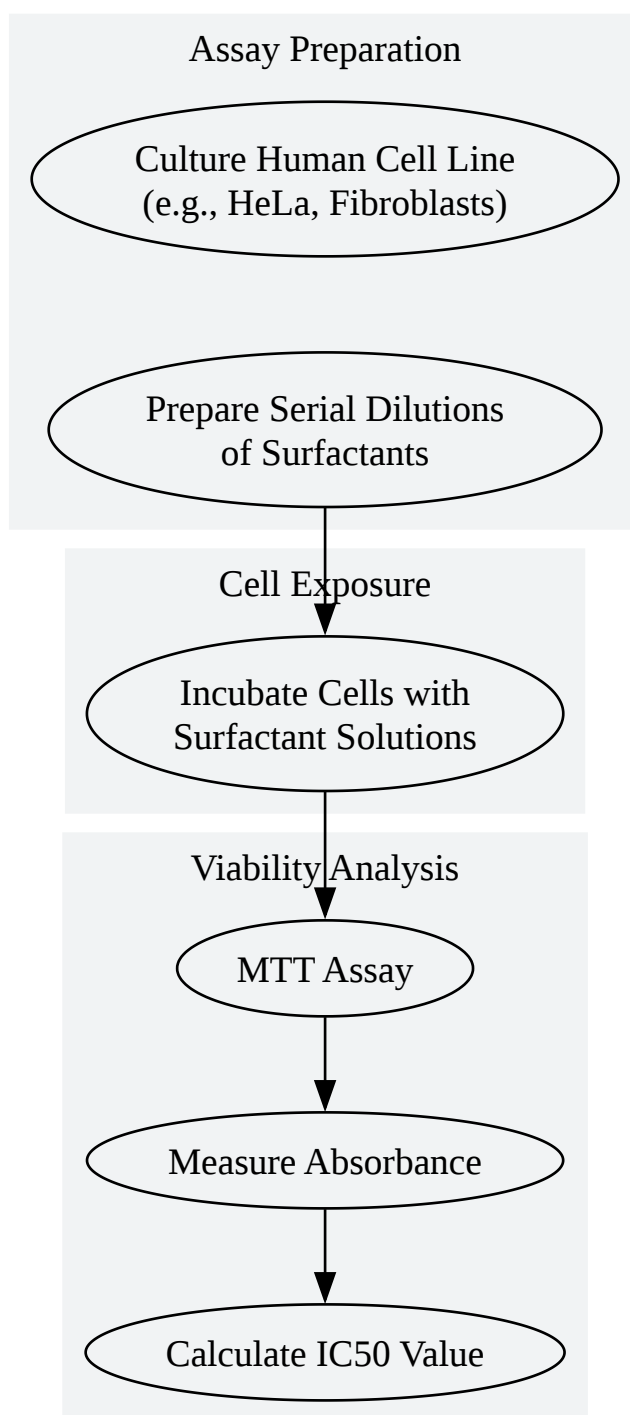 Assay Preparation
Culture Human Cell Line
(e.g., HeLa, Fibroblasts)
Prepare Serial Dilutions
of Surfactants
Cell Exposure
Incubate Cells with
Surfactant Solutions
Viability Analysis
MTT Assay
Measure Absorbance
Calculate IC50 Value